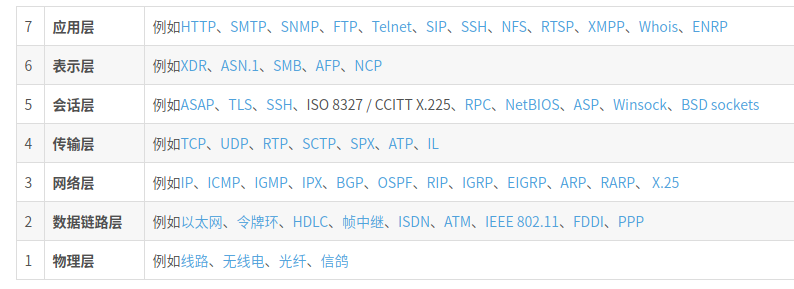 7 应用层 例如HTTP、SMTP、SNMP、FTP、Telnet、SIP、SSH、NFS、RTSP、XMPP、Whois、ENRP
6 表示层 例如XDR、ASN.1、SMB、AFP、NCP
5 会话层 例如ASAP、TLS、SSH、ISO 8327 / CCITT X.225、RPC、NetBIOS、ASP、Winsock、BSD sockets
4 传输层 例如TCP、UDP、RTP、SCTP、SPX、ATP、IL
3 网络层 例如IP、ICMP、IGMP、IPX、BGP、OSPF、RIP、IGRP、EIGRP、ARP、RARP、 X.25
2 数据链路层 例如以太网、令牌环、HDLC、帧中继、ISDN、ATM、IEEE 802.11、FDDI、PPP
1 物理层 例如线路、无线电、光纤、信鸽